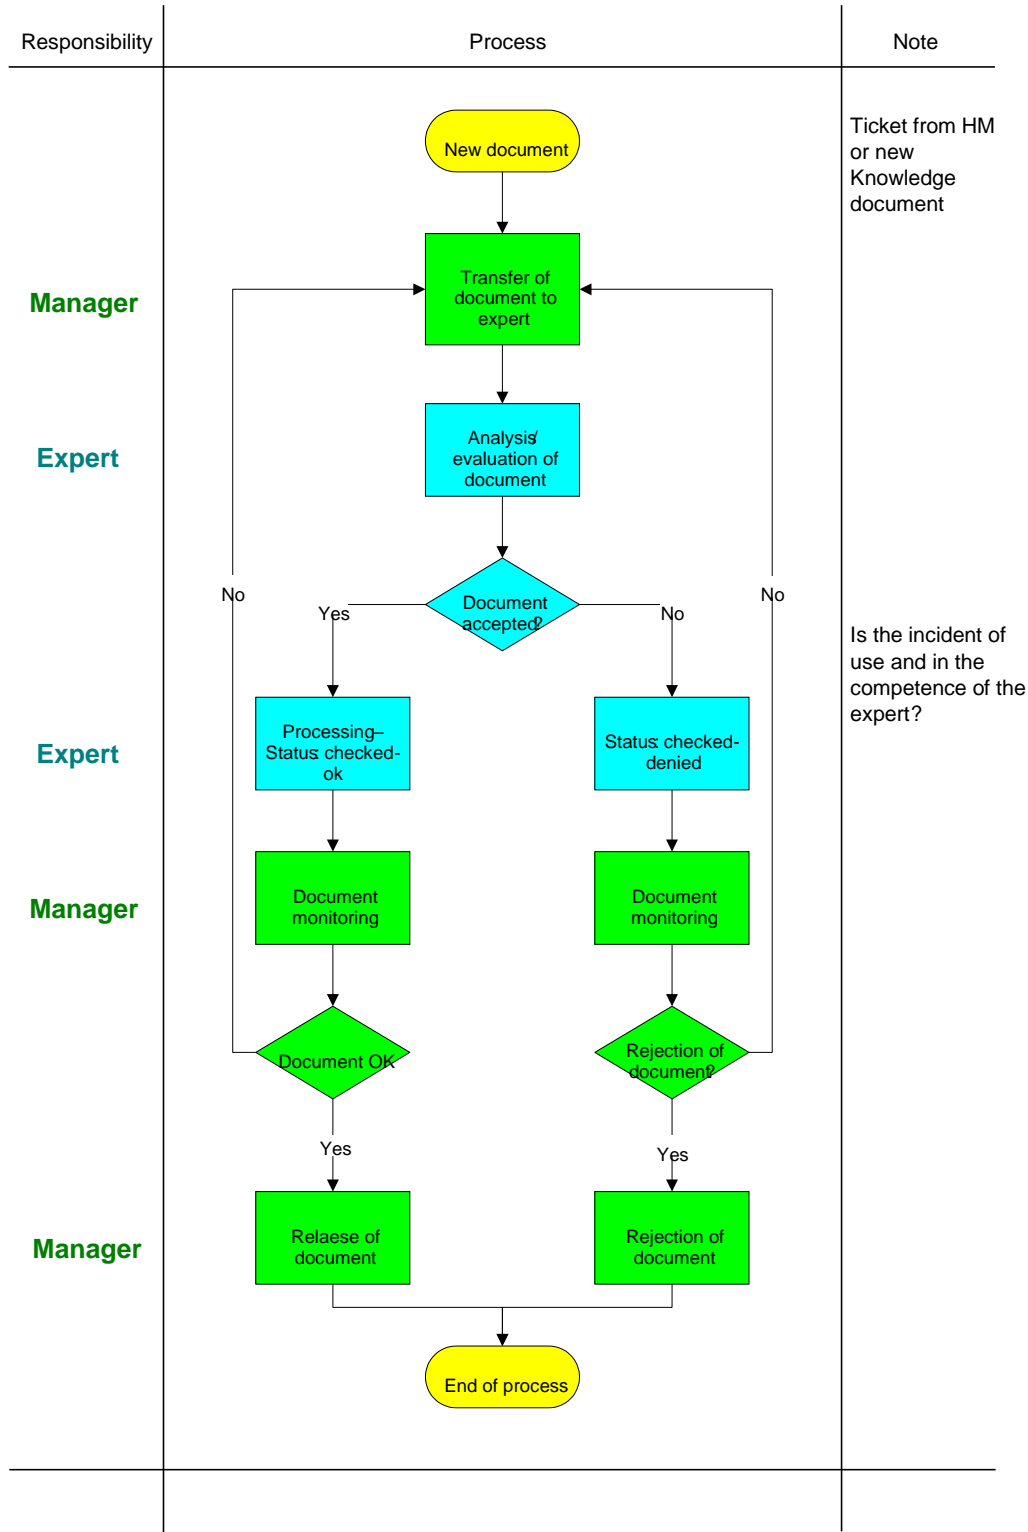 Responsibility
Process
Note
New document
Ticket from HM
or new
Knowledge
document
Manager
Transfer of
document to
expert
Expert
Analysis/
evaluation of
document
Document
accepted?
Yes
No
No
No
Is the incident of
use and in the
competence of the
expert?
Expert
Processing–
Status: checked-
ok
Status: checked-
denied
Manager
Document
monitoring
Document
monitoring
Document OK
Rejection of
document?
Yes
Yes
Manager
Relaese of
document
Rejection of
document
End of process